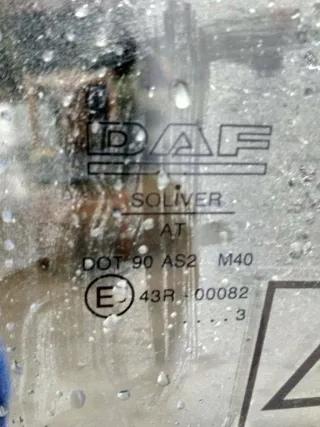 DAF
SOLIVER
AT
DOT 90 AS2 M40
E 43R - 00082
. . . . 3